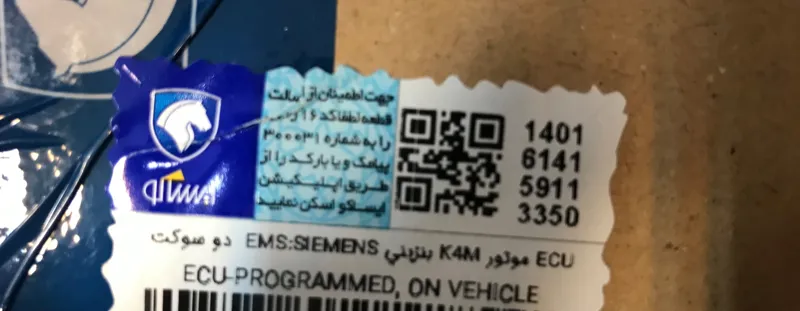 جهت اطمینان از اصالت
قطعه لطفا کد ۱۶ رقمی
را به شماره ۳۰۰۰۳۱
پیامک و یا بارکد را از
طریق اپلیکیشن
ایساکو اسکن نمایید
1401
6141
5911
3350
ایساکو
ECU موتور K4M بنزیني EMS:SIEMENS دو سوکت
ECU-PROGRAMMED, ON VEHICLE